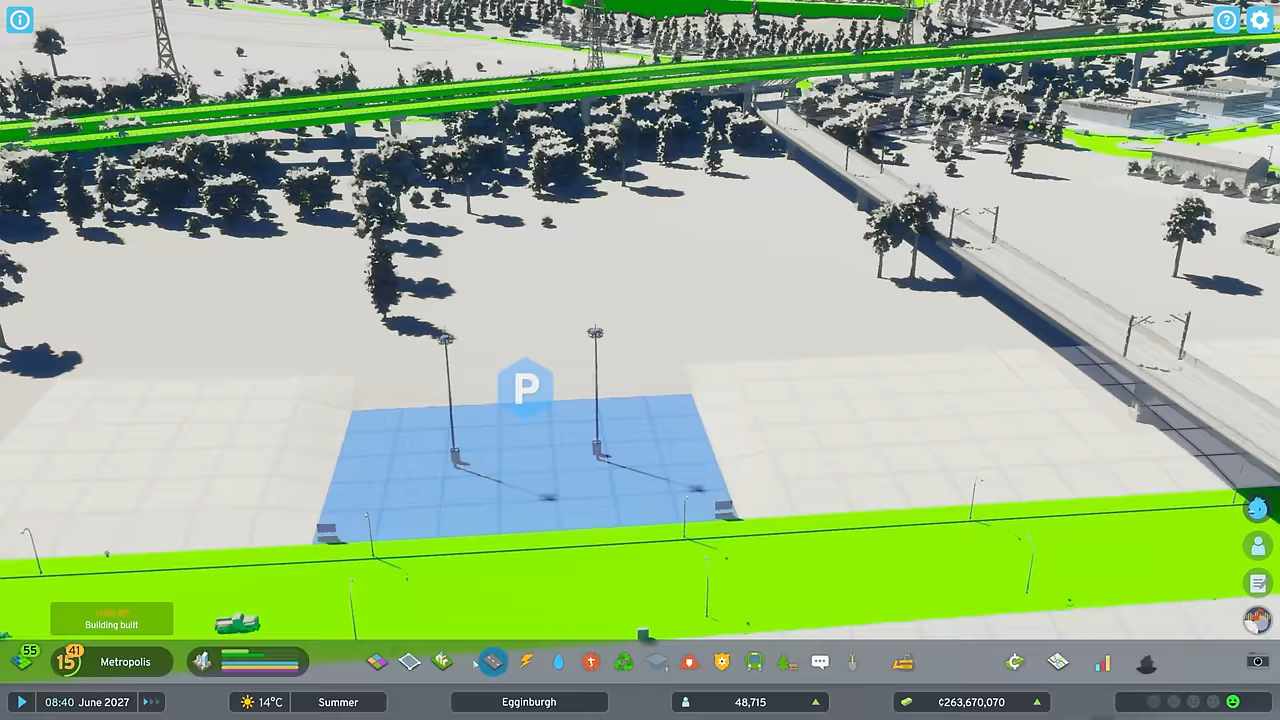 P
Building built
55
41
15
Metropolis
08:40 June 2027
14°C
Summer
Egginburgh
48,715
¢263,670,070